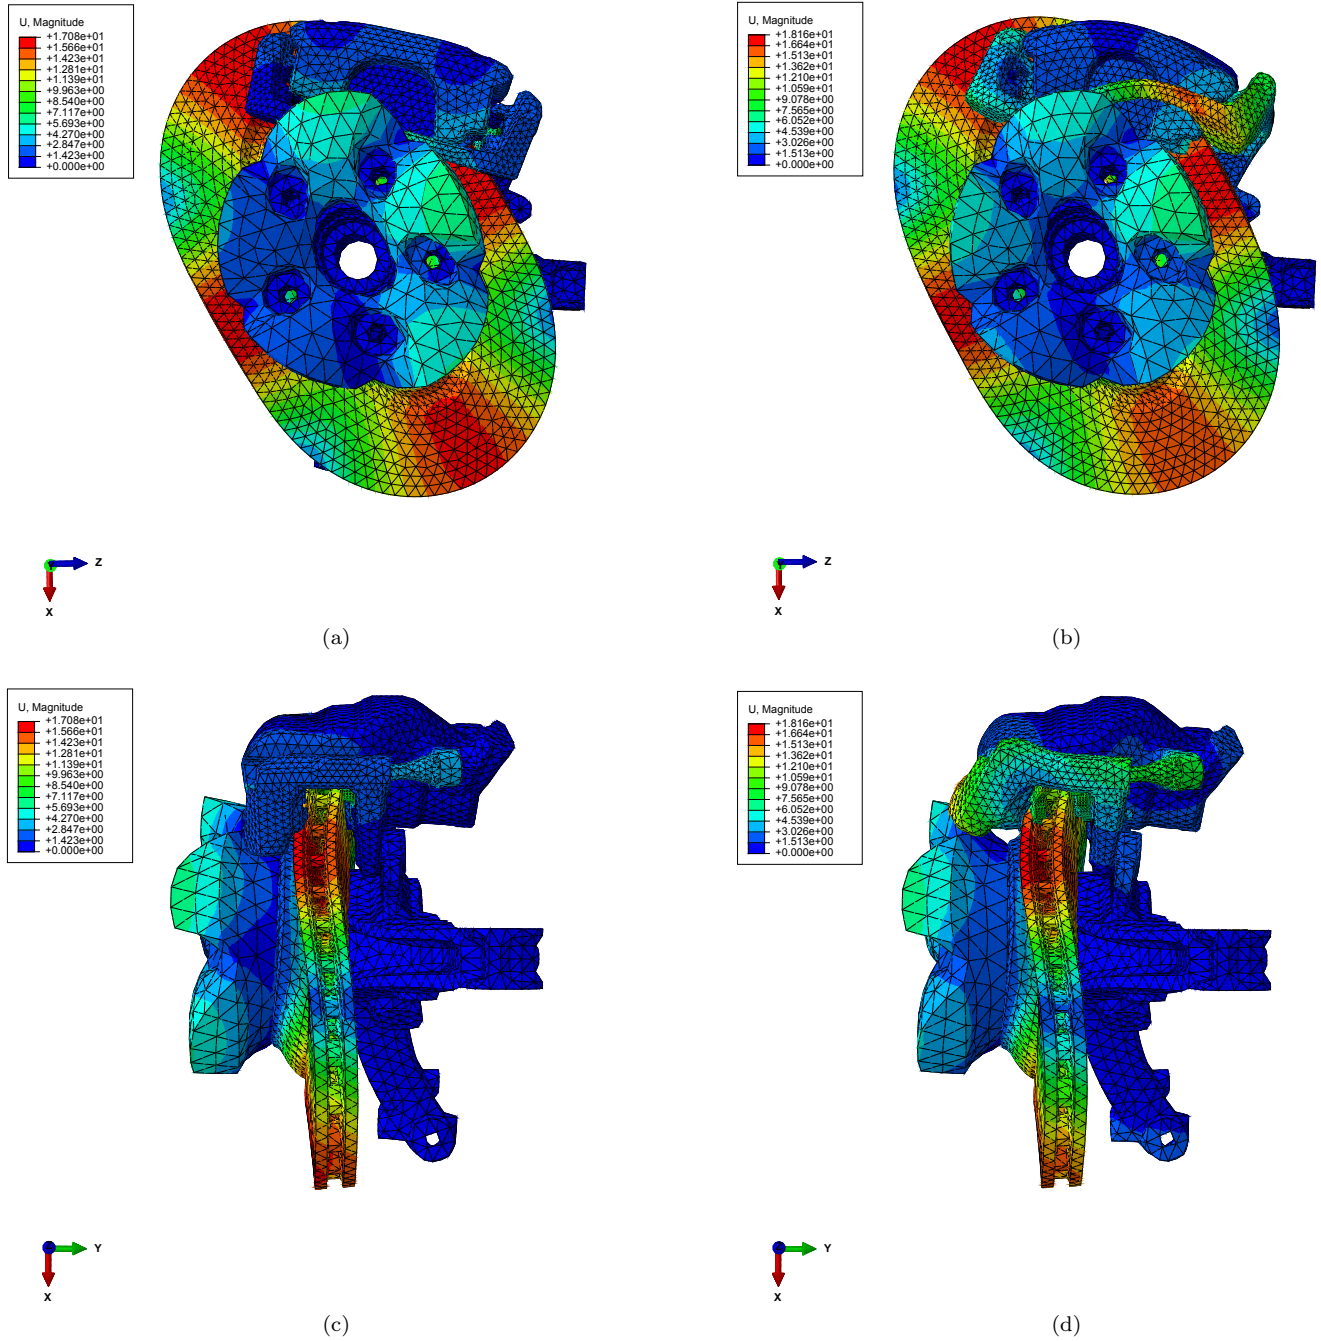 U, Magnitude
+1.708e+01
+1.566e+01
+1.423e+01
+1.281e+01
+1.139e+01
+9.963e+00
+8.540e+00
+7.117e+00
+5.693e+00
+4.270e+00
+2.847e+00
+1.423e+00
+0.000e+00
Z
X
(a)
U, Magnitude
+1.816e+01
+1.664e+01
+1.513e+01
+1.362e+01
+1.210e+01
+1.059e+01
+9.078e+00
+7.565e+00
+6.052e+00
+4.539e+00
+3.026e+00
+1.513e+00
+0.000e+00
Z
X
(b)
U, Magnitude
+1.708e+01
+1.566e+01
+1.423e+01
+1.281e+01
+1.139e+01
+9.963e+00
+8.540e+00
+7.117e+00
+5.693e+00
+4.270e+00
+2.847e+00
+1.423e+00
+0.000e+00
Y
X
(c)
U, Magnitude
+1.816e+01
+1.664e+01
+1.513e+01
+1.362e+01
+1.210e+01
+1.059e+01
+9.078e+00
+7.565e+00
+6.052e+00
+4.539e+00
+3.026e+00
+1.513e+00
+0.000e+00
Y
X
(d)